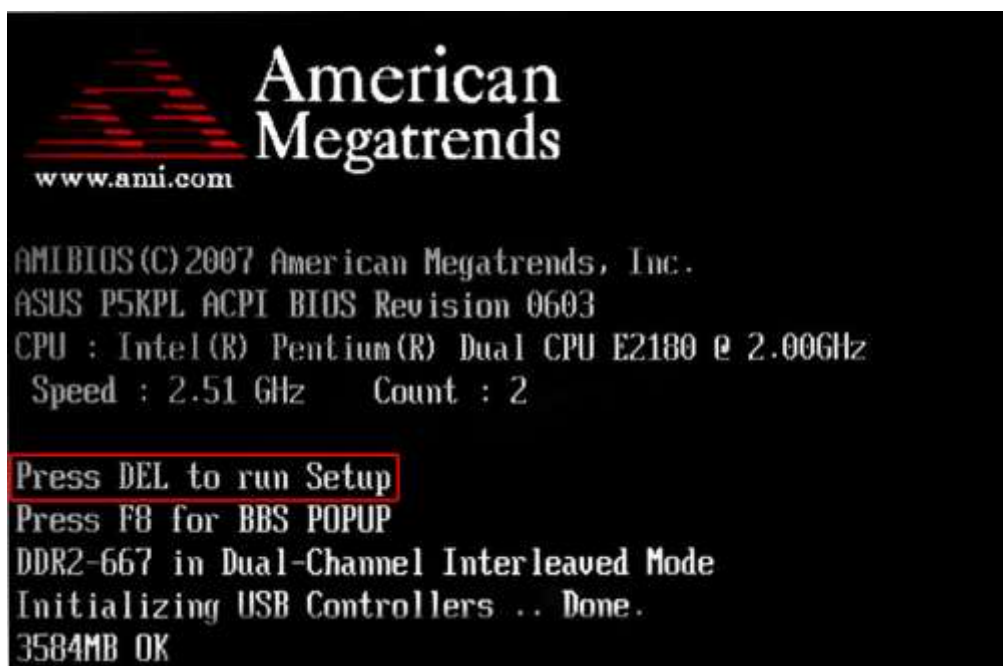 American
Megatrends
www.ami.com
AMIBIOS(C)2007 American Megatrends, Inc.
ASUS P5KPL ACPI BIOS Revision 0603
CPU : Intel(R) Pentium(R) Dual CPU E2180 @ 2.00GHz
Speed : 2.51 GHz Count : 2
Press DEL to run Setup
Press F8 for BBS POPUP
DDR2-667 in Dual-Channel Interleaved Mode
Initializing USB Controllers .. Done.
3584MB OK